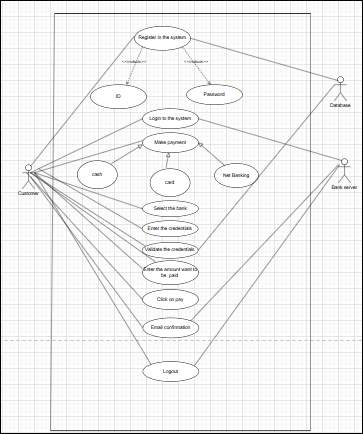 Register in the system
<<include>>
<<include>>
ID
Password
Database
Login to the system
Make payment
cash
card
Net Banking
Customer
Bank server
Select the bank
Enter the credentials
Validate the credentials
Enter the amount want to
be paid
Click on pay
Email confirmation
Logout